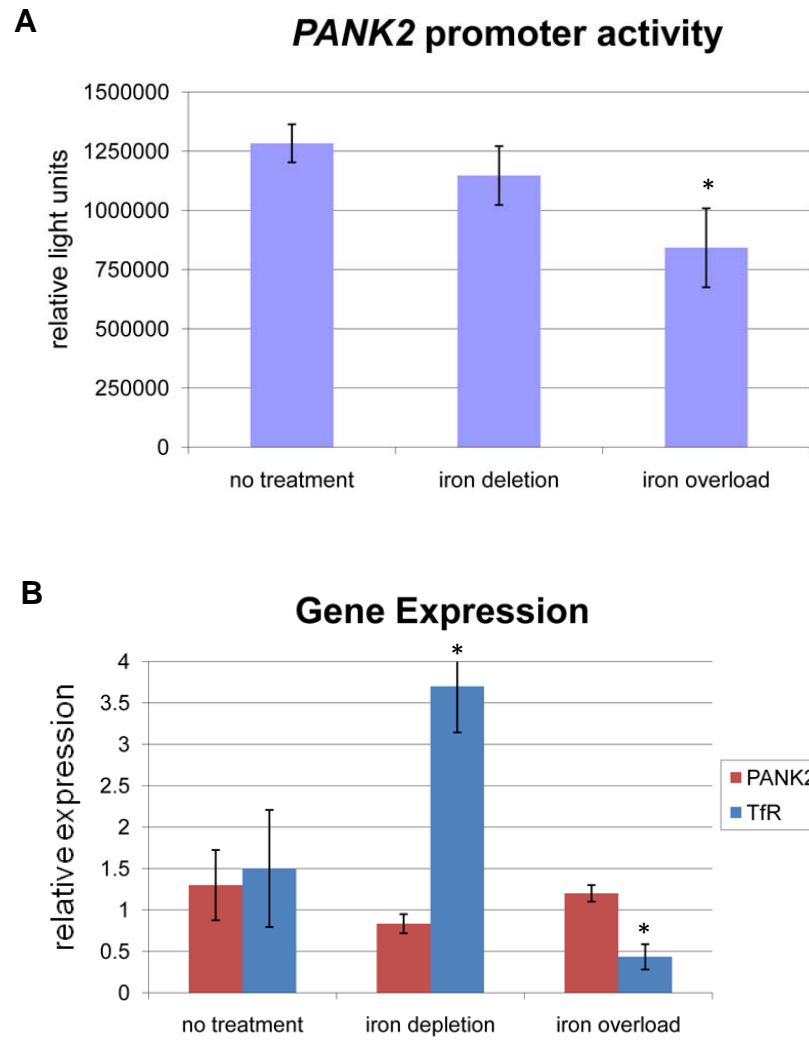 A
PANK2 promoter activity
1500000
1250000
1000000
750000
500000
250000
0
relative light units
*
no treatment iron deletion iron overload
B
Gene Expression
4
3.5
3
2.5
2
1.5
1
0.5
0
relative expression
*
*
PANK2
TfR
no treatment iron depletion iron overload